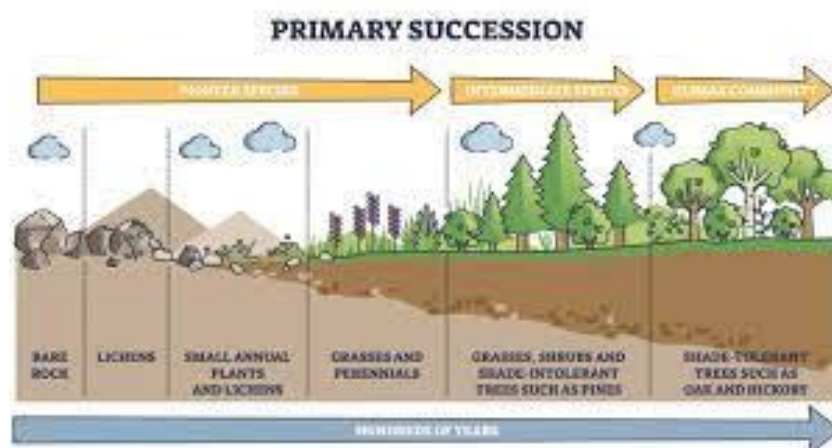 PRIMARY SUCCESSION
PIONEER SPECIES
INTERMEDIATE SPECIES
CLIMAX COMMUNITY
BARE
ROCK
LICHENS
SMALL ANNUAL
PLANTS
AND LICHENS
GRASSES AND
PERENNIALS
GRASSES, SHRUBS AND
SHADE-INTOLERANT
TREES SUCH AS PINES
SHADE-TOLERANT
TREES SUCH AS
OAK AND HICKORY
HUNDREDS OF YEARS